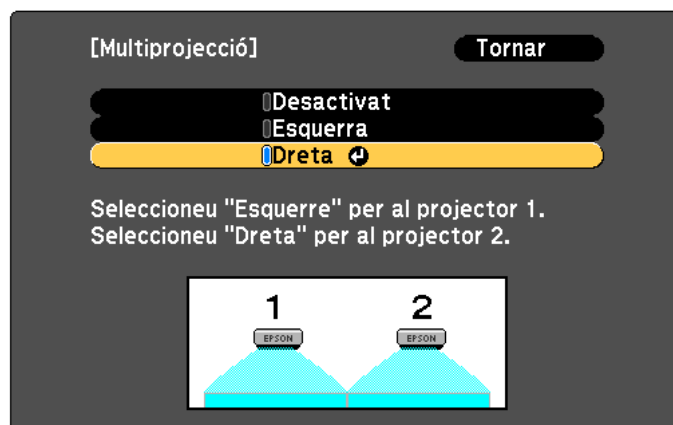 [Multiprojecció] Tornar
Desactivat
Esquerra
Dreta
Seleccioneu "Esquerre" per al projector 1.
Seleccioneu "Dreta" per al projector 2.
1 2
EPSON EPSON